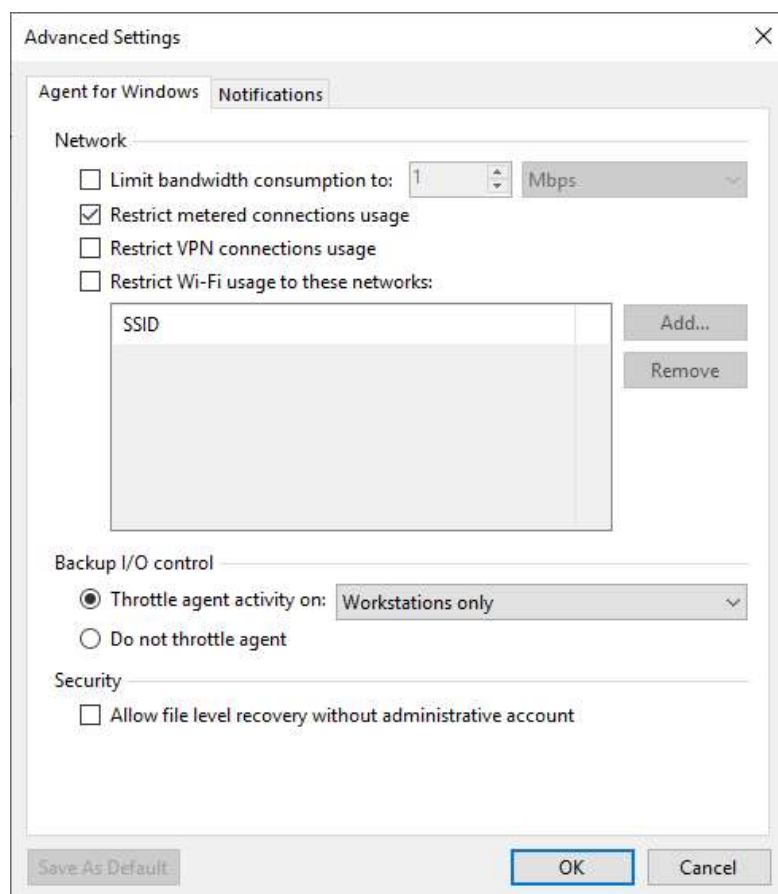 Advanced Settings
Agent for Windows Notifications
Network
Limit bandwidth consumption to: 1 Mbps
Restrict metered connections usage
Restrict VPN connections usage
Restrict Wi-Fi usage to these networks:
SSID Add...
Remove
Backup I/O control
Throttle agent activity on: Workstations only
Do not throttle agent
Security
Allow file level recovery without administrative account
Save As Default OK Cancel